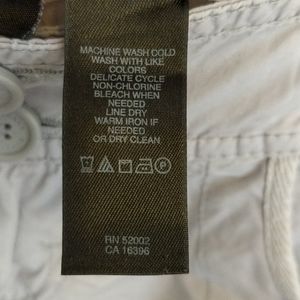 MACHINE WASH COLD
WASH WITH LIKE
COLORS
DELICATE CYCLE
NON-CHLORINE
BLEACH WHEN
NEEDED
LINE DRY
WARM IRON IF
NEEDED
OR DRY CLEAN
RN 52002
CA 16396